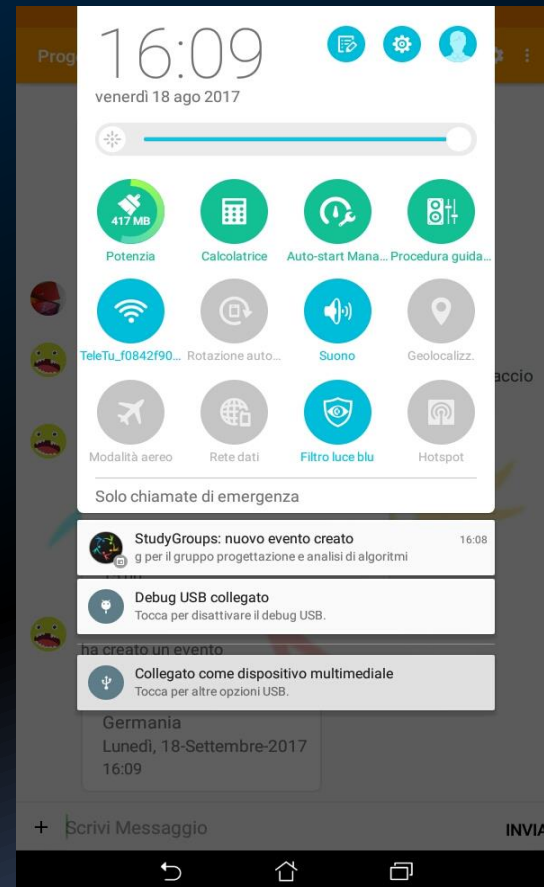 16:09
venerdì 18 ago 2017
Prog
417 MB
Potenzia
Calcolatrice
Auto-start Mana...
Procedura guida...
TeleTu_f0842f90...
Rotazione auto...
Suono
Geolocalizz.
accio
Modalità aereo
Rete dati
Filtro luce blu
Hotspot
Solo chiamate di emergenza
StudyGroups: nuovo evento creato
16:08
g per il gruppo progettazione e analisi di algoritmi
Debug USB collegato
Tocca per disattivare il debug USB.
ha creato un evento
Collegato come dispositivo multimediale
Tocca per altre opzioni USB.
Germania
Lunedì, 18-Settembre-2017
16:09
+ Scrivi Messaggio
INVIA